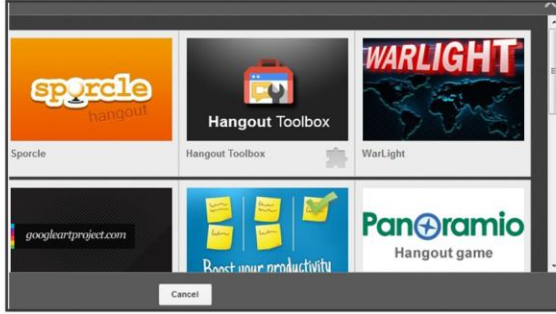 sporcle
hangout
Hangout Toolbox
WARLIGHT
Sporcle
Hangout Toolbox
WarLight
googleartproject.com
Boost your productivity
Panoramio
Hangout game
Cancel